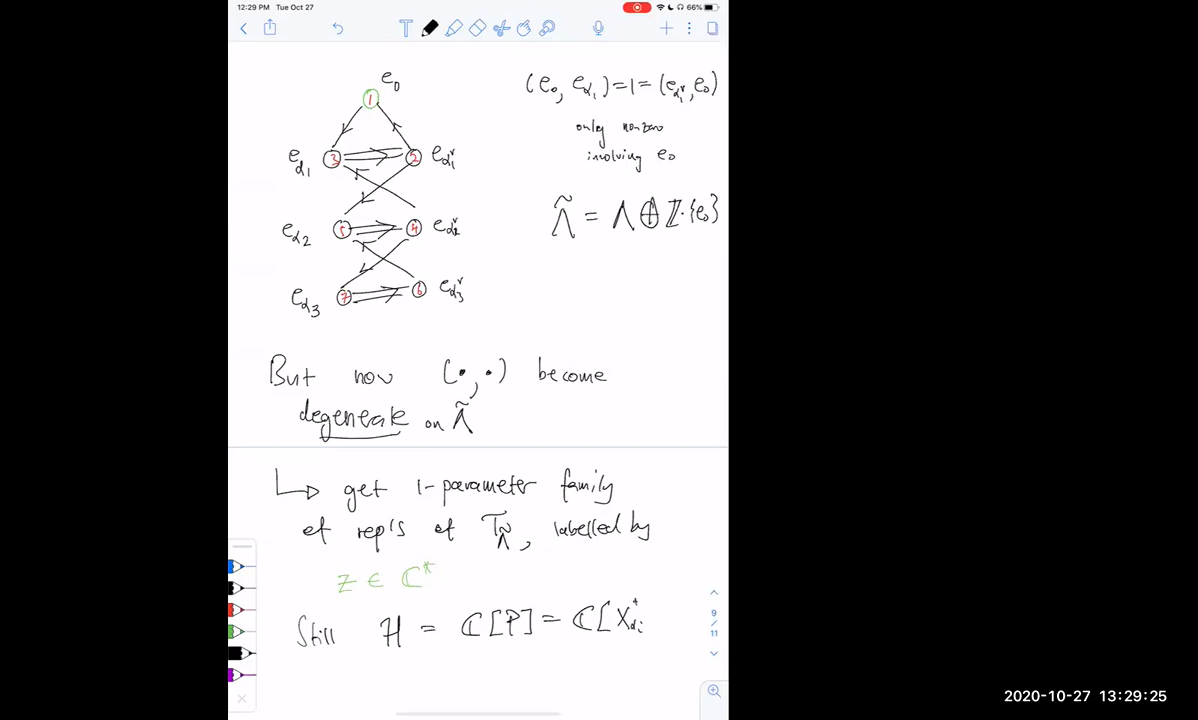 12:29 PM Tue Oct 27
66%
e₀
1
(e₀, e_{α₁}) = 1 = (e_{α₁^v}, e₀)
only nonzero
involving e₀
e_{α₁} 3 2 e_{α₁^v}
Λ̃ = Λ ⊕ ℤ·{e₀}
e_{α₂} 5 4 e_{α₂^v}
e_{α₃} 7 6 e_{α₃^v}
But now (•,•) become
degenerate on Λ̃
↳ get 1-parameter family
of rep's of T_Λ̃, labelled by
z ∈ ℂ*
Still H = ℂ[P] = ℂ[X_{αᵢ}^+
9
/
11
2020-10-27 13:29:25